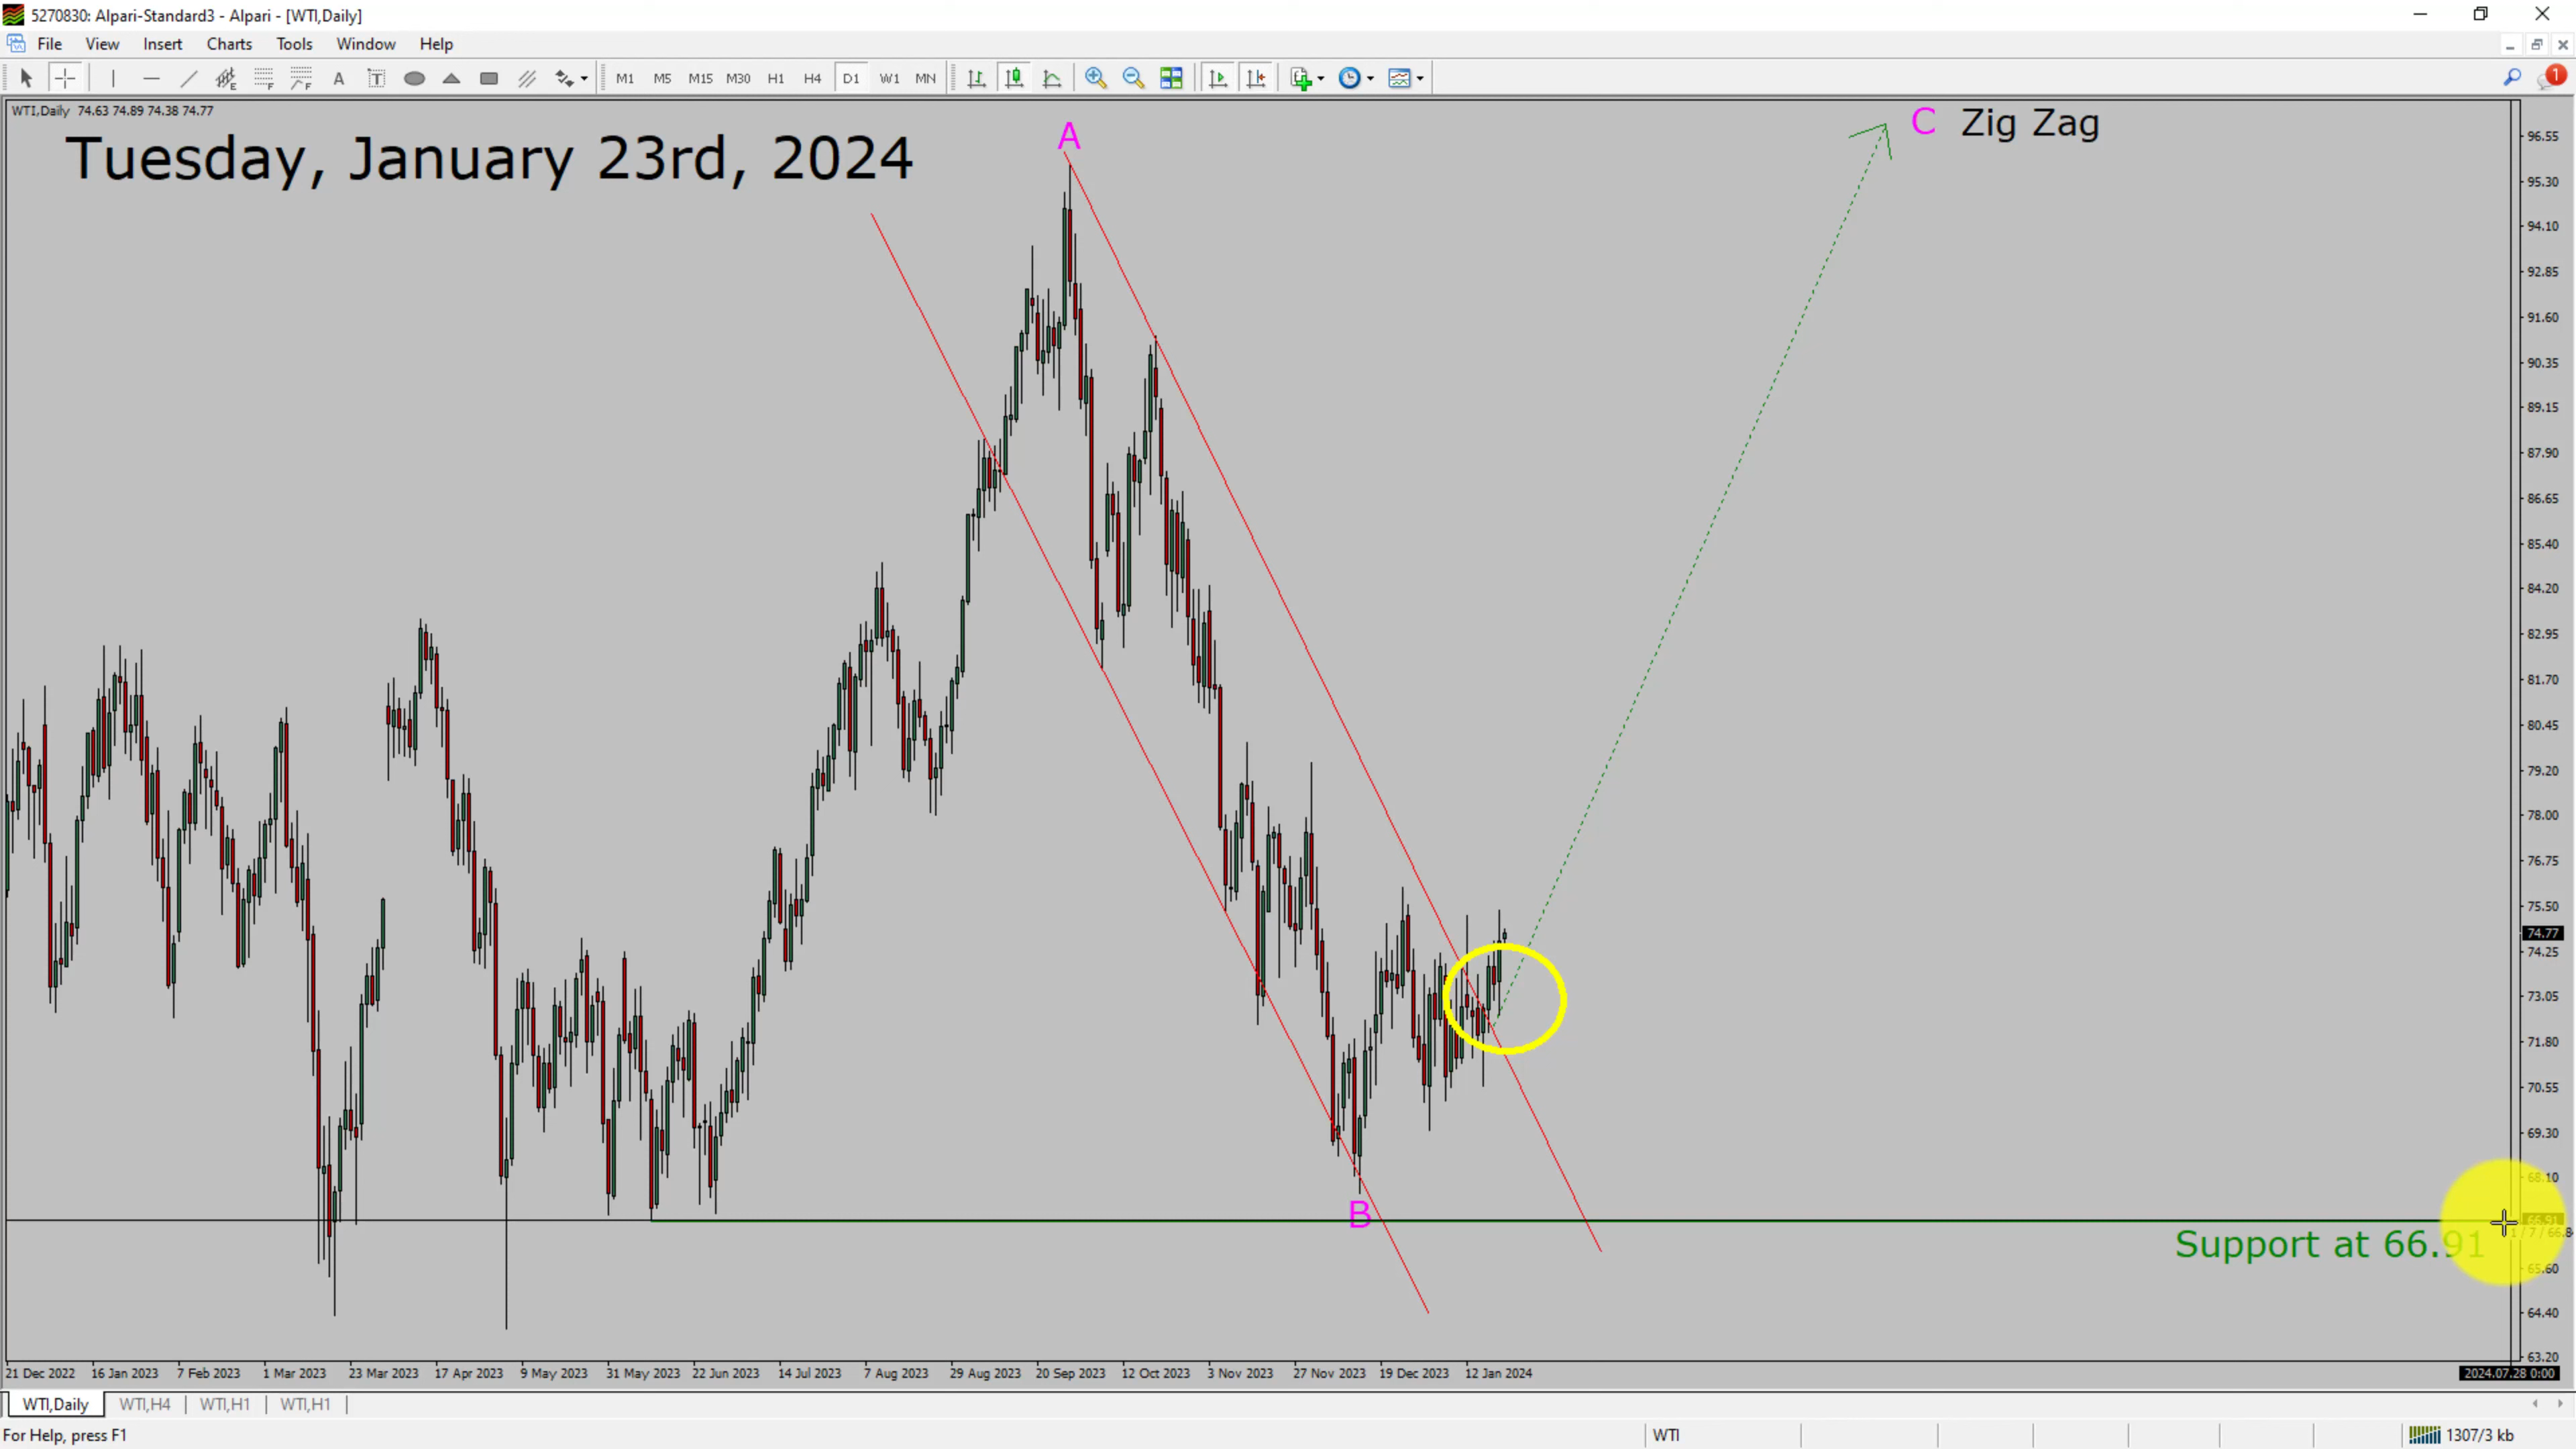 5270830: Alpari-Standard3 - Alpari - [WTI,Daily]
File View Insert Charts Tools Window Help
A T M1 M5 M15 M30 H1 H4 D1 W1 MN 1
WTI,Daily 74.63 74.89 74.38 74.77
Tuesday, January 23rd, 2024
A
C Zig Zag
96.55
95.30
94.10
92.85
91.60
90.35
89.15
87.90
86.65
85.40
84.20
82.95
81.70
80.45
79.20
78.00
76.75
75.50
74.77
74.25
73.05
71.80
70.55
69.30
68.10
B
66.91
Support at 66.91
65.60
64.40
63.20
21 Dec 2022 16 Jan 2023 7 Feb 2023 1 Mar 2023 23 Mar 2023 17 Apr 2023 9 May 2023 31 May 2023 22 Jun 2023 14 Jul 2023 7 Aug 2023 29 Aug 2023 20 Sep 2023 12 Oct 2023 3 Nov 2023 27 Nov 2023 19 Dec 2023 12 Jan 2024 2024.07.28 0:00
WTI,Daily WTI,H4 WTI,H1 WTI,H1
For Help, press F1 WTI 1307/3 kb